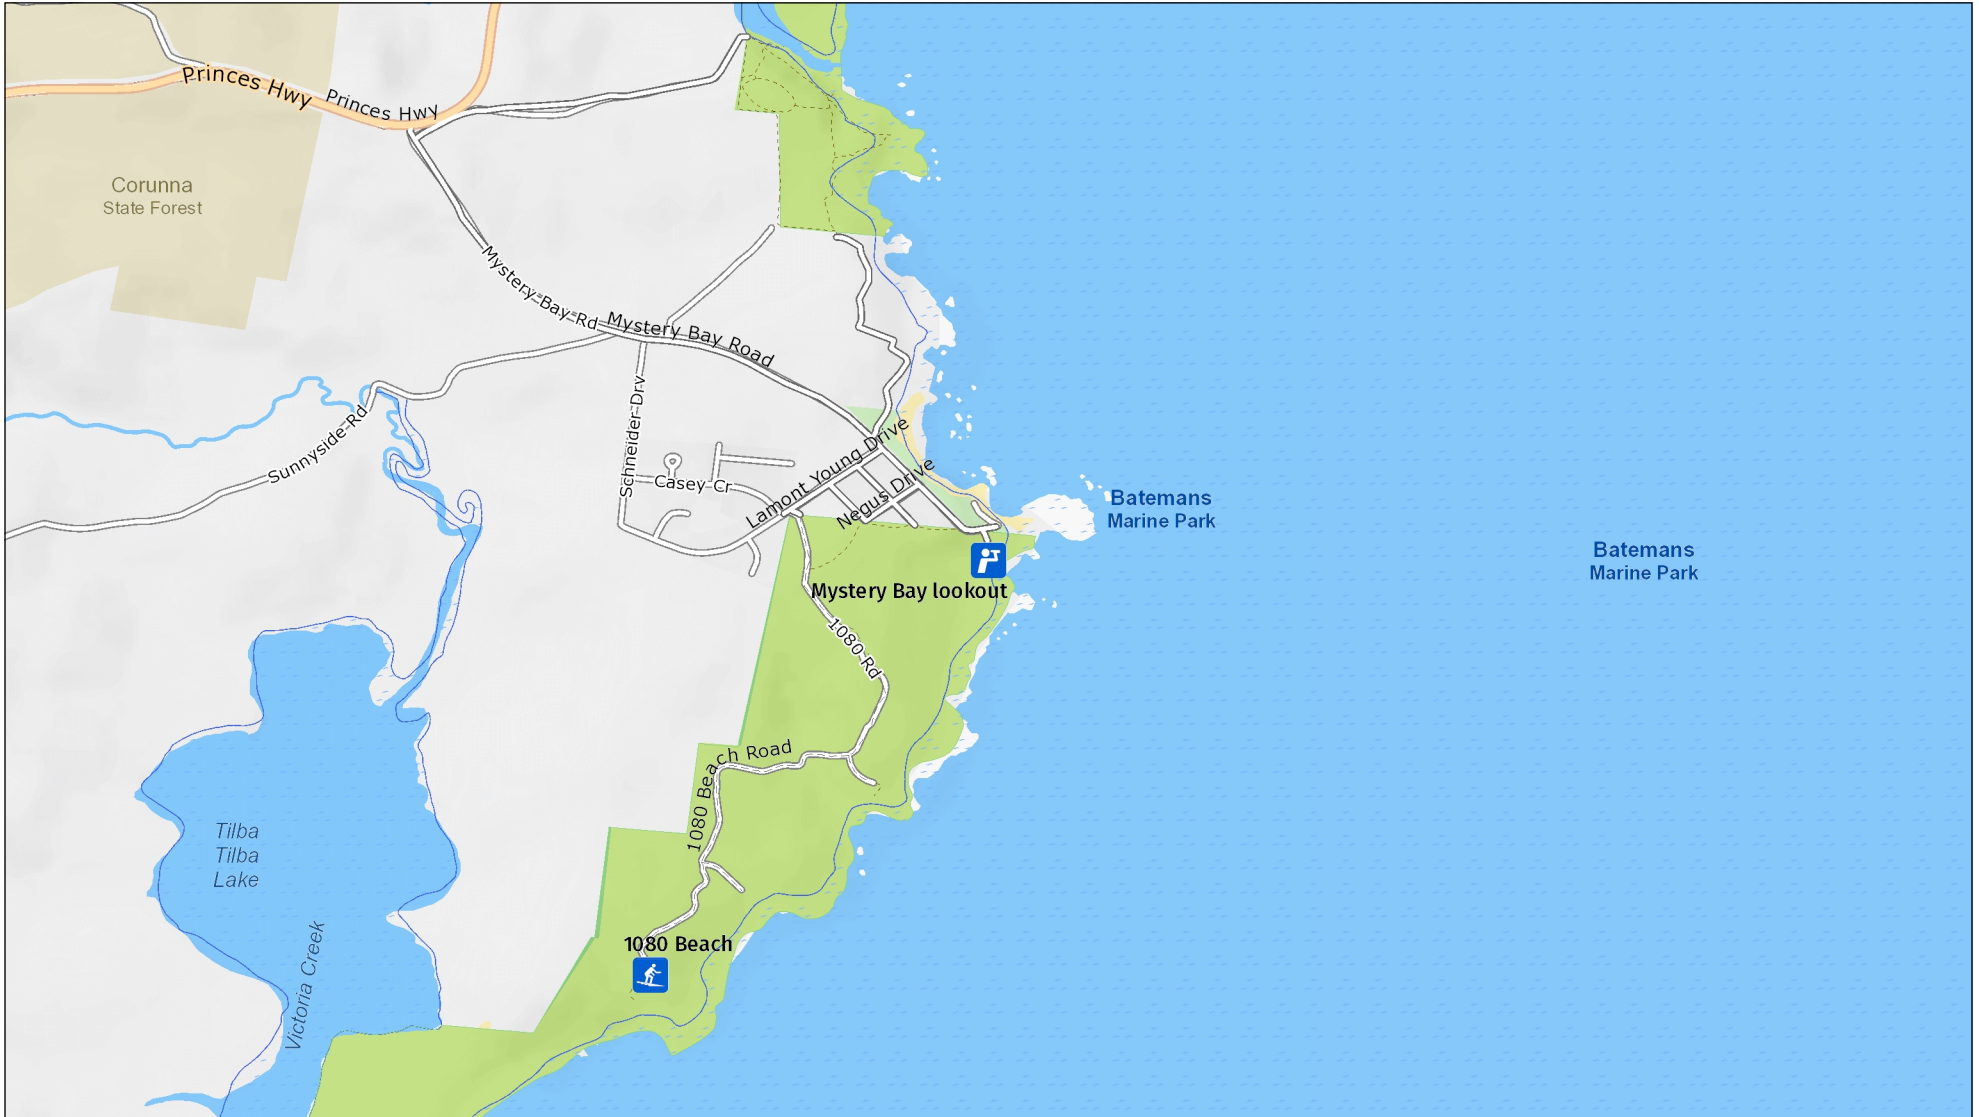 Princes Hwy
Princes Hwy
Corunna
State Forest
Mystery-Bay-Rd
Mystery Bay Road
Sunnyside-Rd
Schneider-Drv
Casey Cr
Lamont Young Drive
Negus Drive
Batemans
Marine Park
Batemans
Marine Park
Mystery Bay lookout
1080-Rd
1080 Beach Road
Tilba
Tilba
Lake
Victoria Creek
1080 Beach